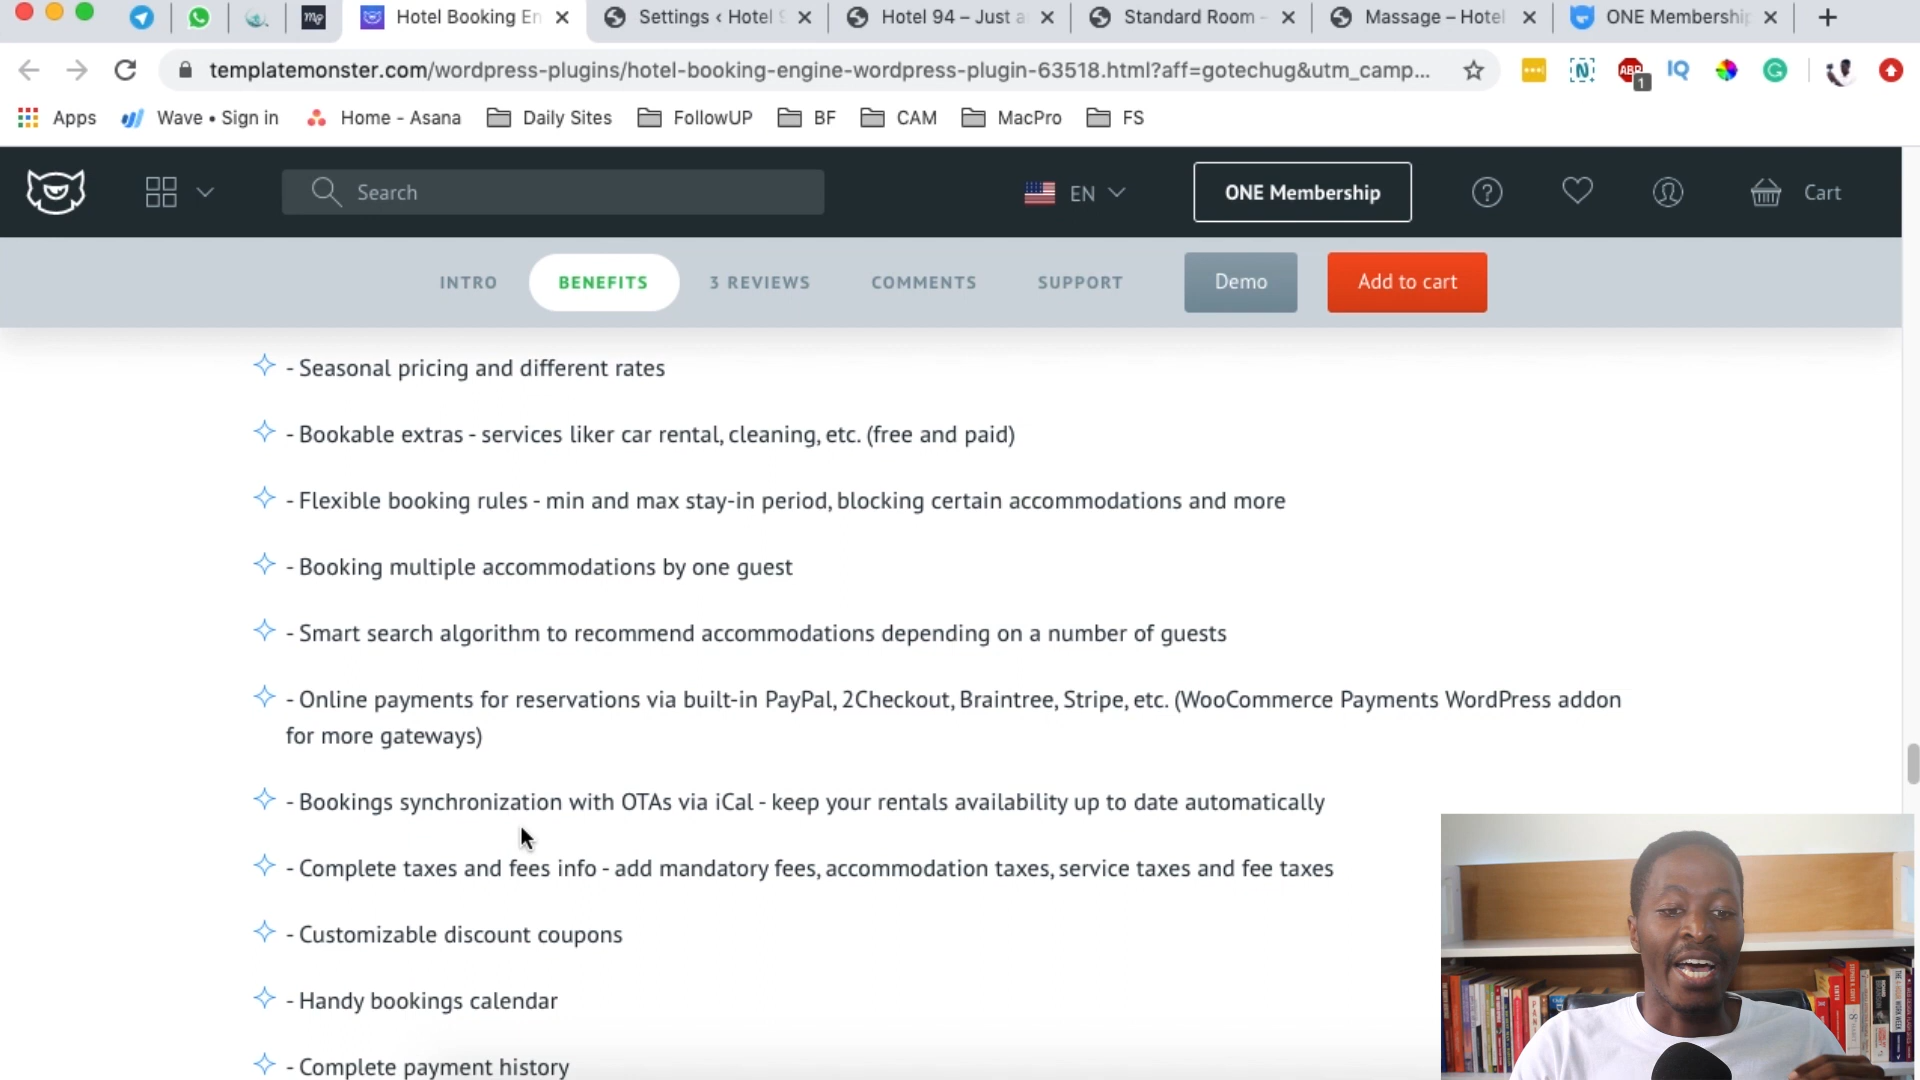 Hotel Booking En
Settings ‹ Hotel 9
Hotel 94 – Just a
Standard Room –
Massage – Hotel
ONE Membership
templatemonster.com/wordpress-plugins/hotel-booking-engine-wordpress-plugin-63518.html?aff=gotechug&utm_camp...
ABP
1
IQ
Apps
Wave • Sign in
Home - Asana
Daily Sites
FollowUP
BF
CAM
MacPro
FS
Search
EN
ONE Membership
Cart
INTRO
BENEFITS
3 REVIEWS
COMMENTS
SUPPORT
Demo
Add to cart
- Seasonal pricing and different rates
- Bookable extras - services liker car rental, cleaning, etc. (free and paid)
- Flexible booking rules - min and max stay-in period, blocking certain accommodations and more
- Booking multiple accommodations by one guest
- Smart search algorithm to recommend accommodations depending on a number of guests
- Online payments for reservations via built-in PayPal, 2Checkout, Braintree, Stripe, etc. (WooCommerce Payments WordPress addon
for more gateways)
- Bookings synchronization with OTAs via iCal - keep your rentals availability up to date automatically
- Complete taxes and fees info - add mandatory fees, accommodation taxes, service taxes and fee taxes
- Customizable discount coupons
- Handy bookings calendar
- Complete payment history